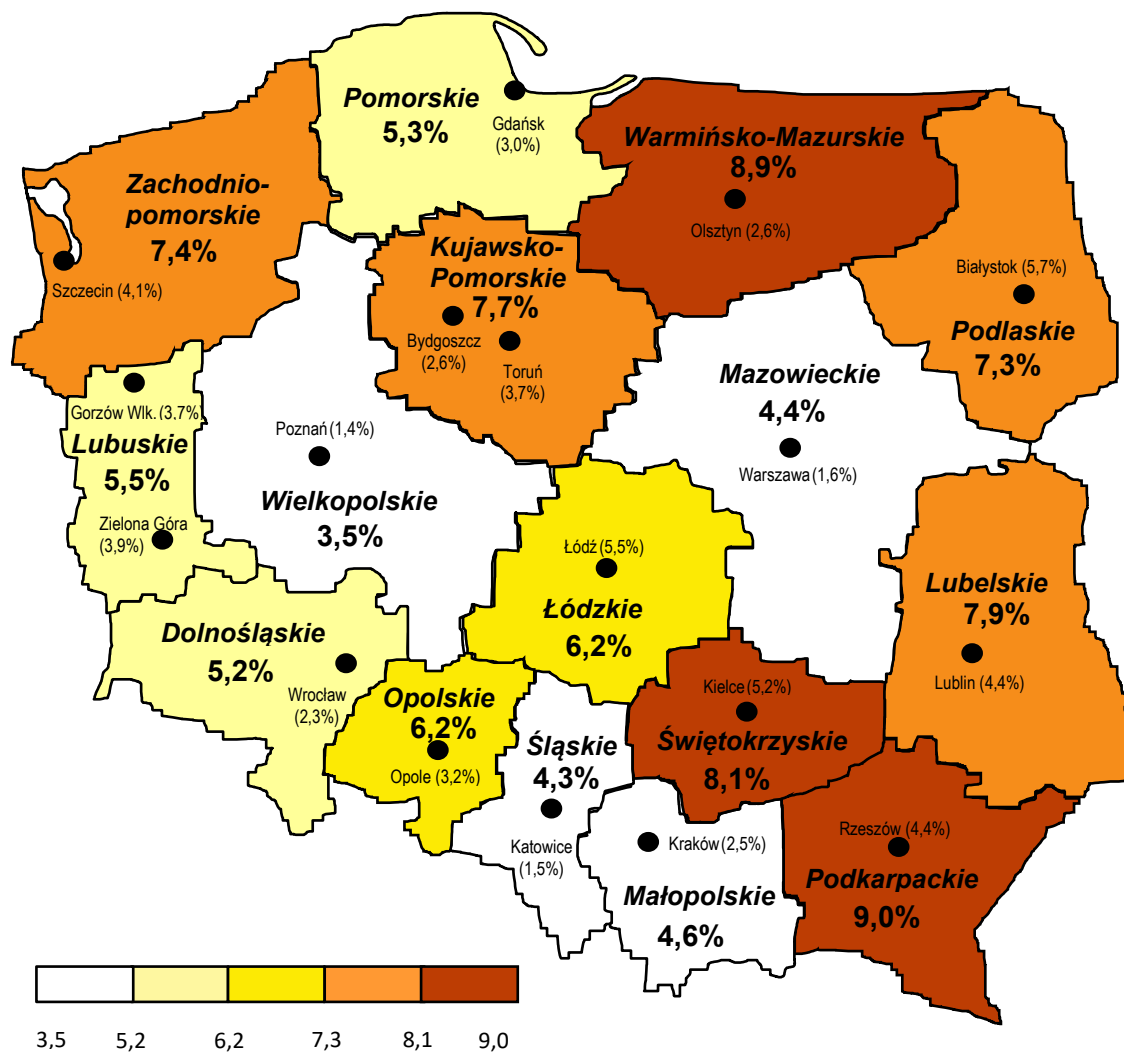 Pomorskie
5,3%
Gdańsk
(3,0%)
Warmińsko-Mazurskie
8,9%
Olsztyn (2,6%)
Zachodnio-
pomorskie
7,4%
Szczecin (4,1%)
Kujawsko-
Pomorskie
7,7%
Bydgoszcz
(2,6%)
Toruń
(3,7%)
Białystok (5,7%)
Podlaskie
7,3%
Mazowieckie
4,4%
Warszawa (1,6%)
Gorzów Wlk. (3,7%)
Lubuskie
5,5%
Zielona Góra
(3,9%)
Poznań (1,4%)
Wielkopolskie
3,5%
Łódź (5,5%)
Łódzkie
6,2%
Lubelskie
7,9%
Lublin (4,4%)
Dolnośląskie
5,2%
Wrocław
(2,3%)
Opolskie
6,2%
Opole (3,2%)
Śląskie
4,3%
Katowice
(1,5%)
Kielce (5,2%)
Świętokrzyskie
8,1%
Kraków (2,5%)
Małopolskie
4,6%
Rzeszów (4,4%)
Podkarpackie
9,0%
3,5 5,2 6,2 7,3 8,1 9,0